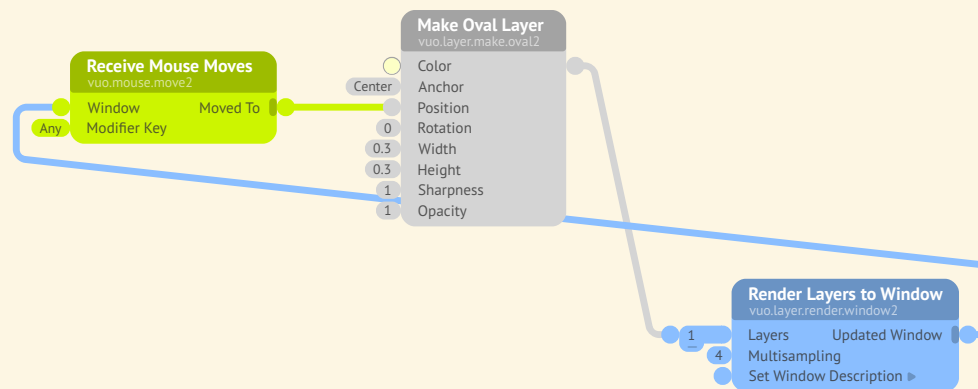 Make Oval Layer
vuo.layer.make.oval2
Color
Center Anchor
Position
0 Rotation
0.3 Width
0.3 Height
1 Sharpness
1 Opacity
Receive Mouse Moves
vuo.mouse.move2
Window Moved To
Any Modifier Key
Render Layers to Window
vuo.layer.render.window2
1 Layers Updated Window
4 Multisampling
Set Window Description